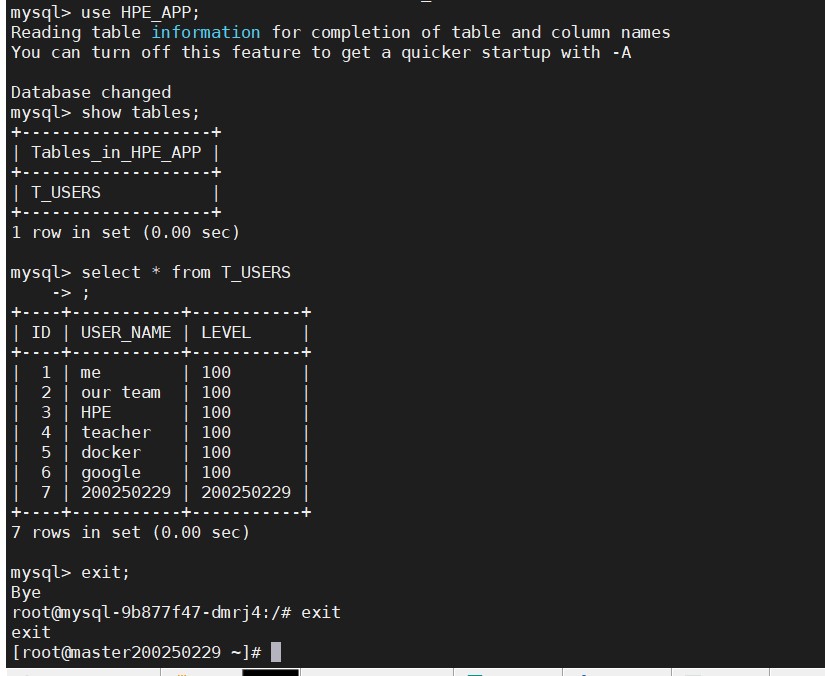 mysql> use HPE_APP;
Reading table information for completion of table and column names
You can turn off this feature to get a quicker startup with -A
Database changed
mysql> show tables;
+-------------------+
| Tables_in_HPE_APP |
+-------------------+
| T_USERS           |
+-------------------+
1 row in set (0.00 sec)
mysql> select * from T_USERS
    -> ;
+----+-----------+-----------+
| ID | USER_NAME | LEVEL     |
+----+-----------+-----------+
|  1 | me        | 100       |
|  2 | our team  | 100       |
|  3 | HPE       | 100       |
|  4 | teacher   | 100       |
|  5 | docker    | 100       |
|  6 | google    | 100       |
|  7 | 200250229 | 200250229 |
+----+-----------+-----------+
7 rows in set (0.00 sec)
mysql> exit;
Bye
root@mysql-9b877f47-dmrj4:/# exit
exit
[root@master200250229 ~]#